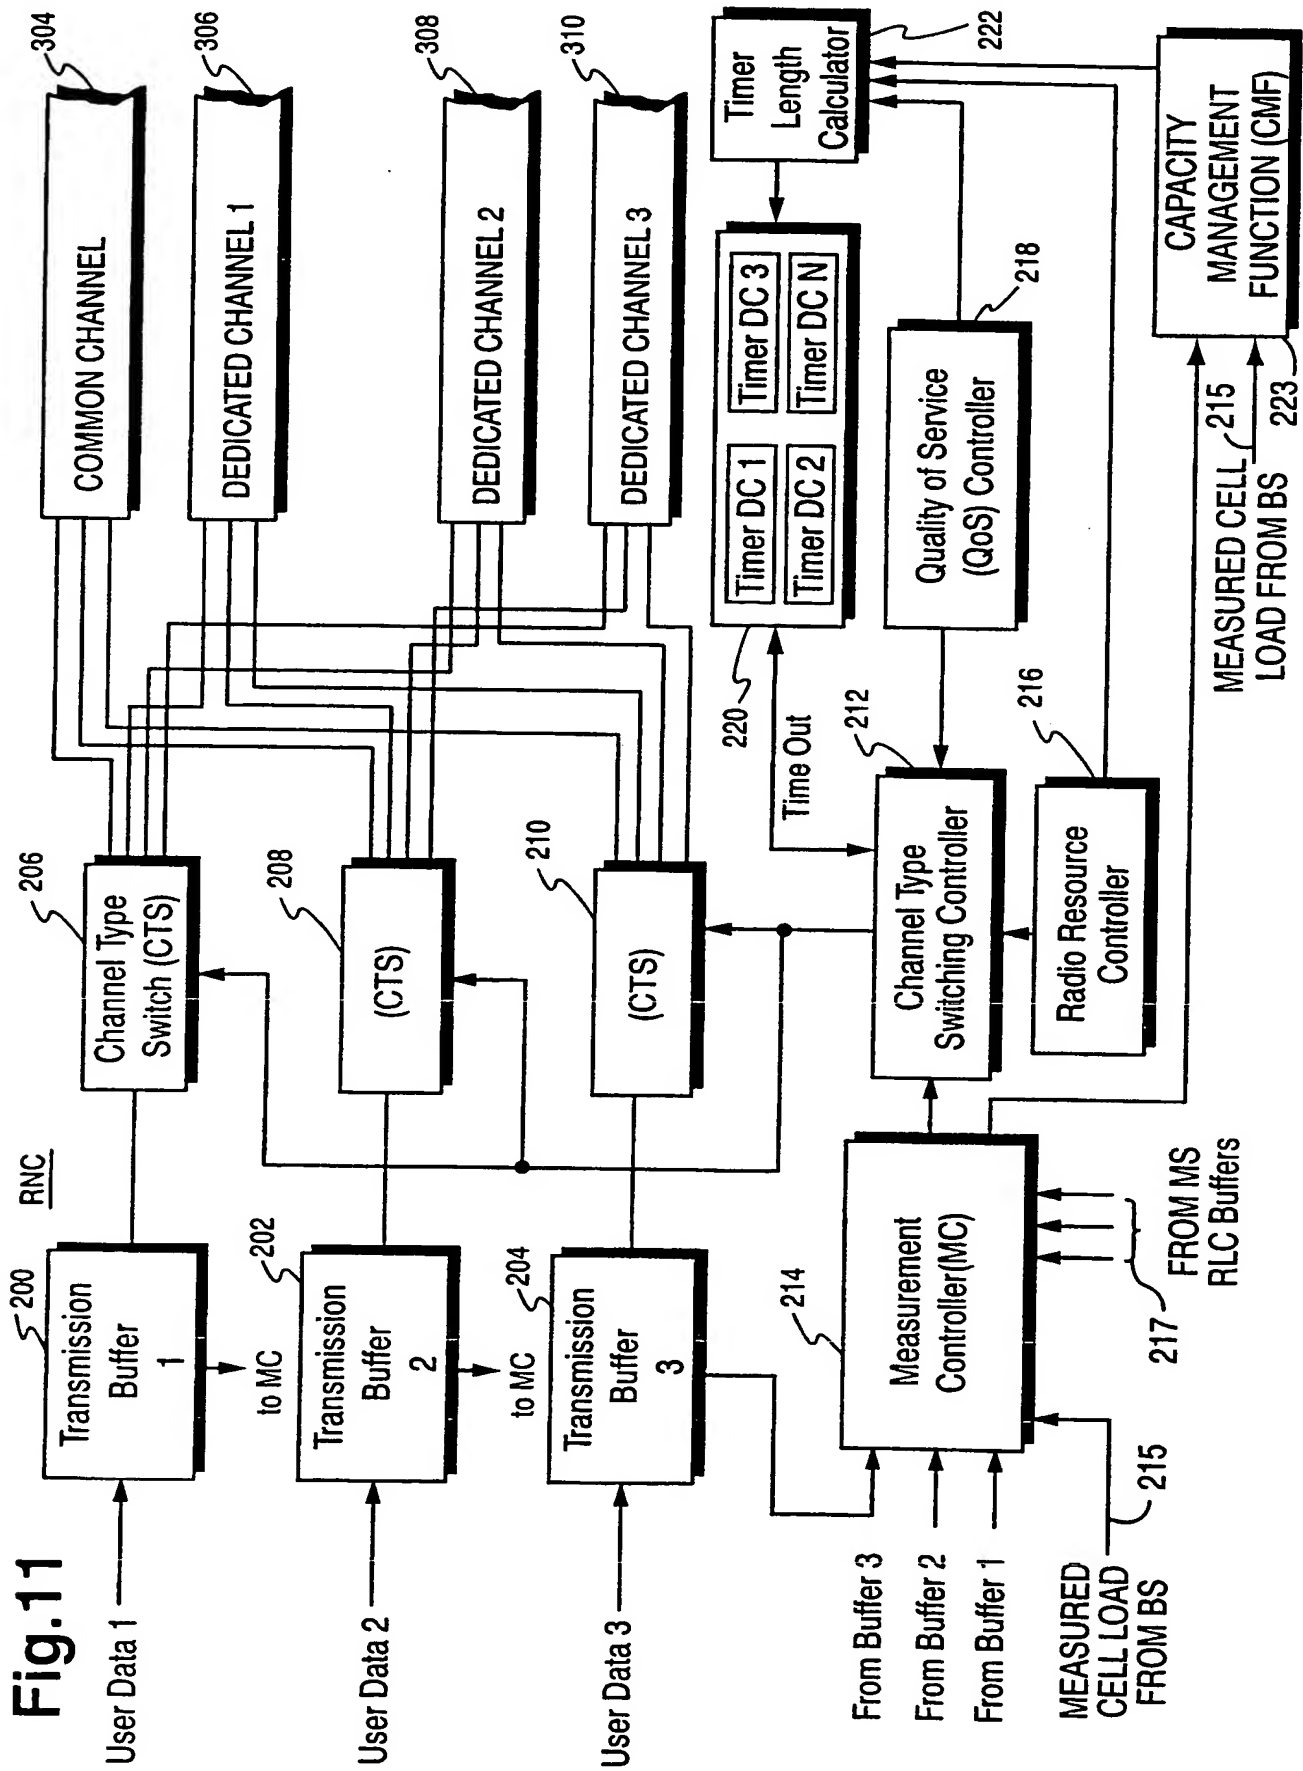 Fig.11
RNC
User Data 1
200
Transmission
Buffer
1
to MC
206
Channel Type
Switch (CTS)
COMMON CHANNEL
304
DEDICATED CHANNEL 1
306
User Data 2
202
Transmission
Buffer
2
to MC
208
(CTS)
DEDICATED CHANNEL 2
308
User Data 3
204
Transmission
Buffer
3
210
(CTS)
DEDICATED CHANNEL 3
310
From Buffer 3
From Buffer 2
From Buffer 1
MEASURED
CELL LOAD
FROM BS
215
214
Measurement
Controller(MC)
217
FROM MS
RLC Buffers
212
Channel Type
Switching Controller
Time Out
216
Radio Resource
Controller
220
Timer DC 1
Timer DC 3
Timer DC 2
Timer DC N
222
Timer
Length
Calculator
218
Quality of Service
(QoS) Controller
MEASURED CELL
LOAD FROM BS
215
223
CAPACITY
MANAGEMENT
FUNCTION (CMF)